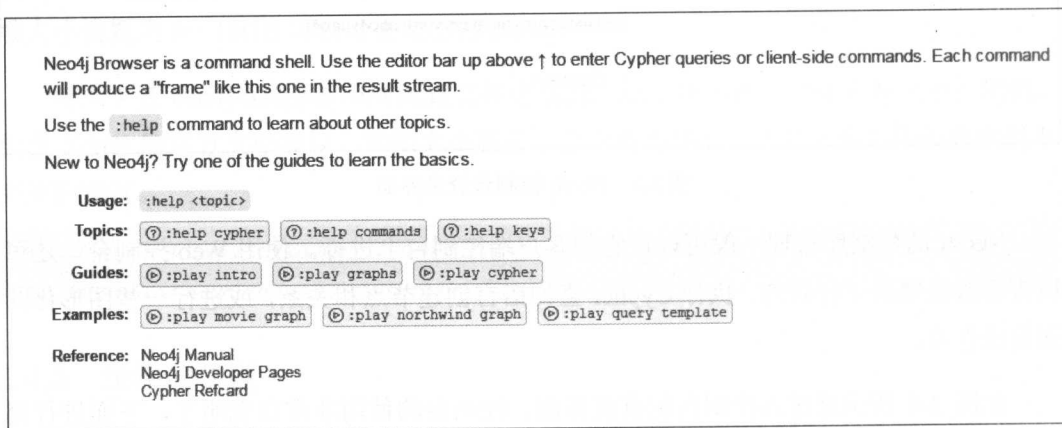 Neo4j Browser is a command shell. Use the editor bar up above ↑ to enter Cypher queries or client-side commands. Each command
will produce a "frame" like this one in the result stream.
Use the :help command to learn about other topics.
New to Neo4j? Try one of the guides to learn the basics.
Usage: :help <topic>
Topics: :help cypher :help commands :help keys
Guides: :play intro :play graphs :play cypher
Examples: :play movie graph :play northwind graph :play query template
Reference: Neo4j Manual
Neo4j Developer Pages
Cypher Refcard